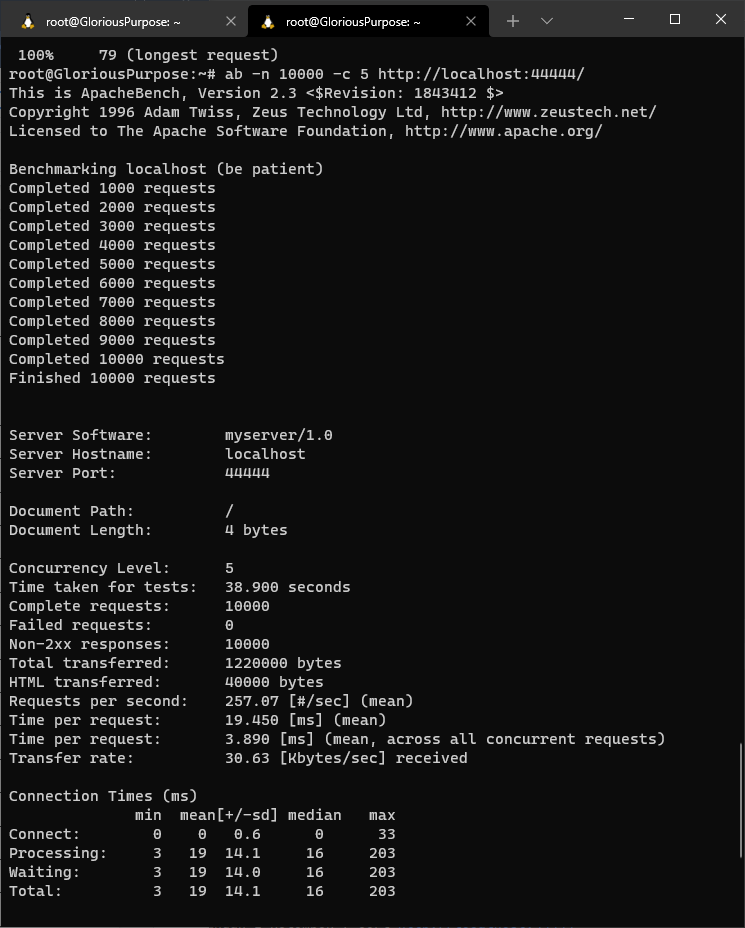 root@GloriousPurpose: ~ root@GloriousPurpose: ~
100%     79 (longest request)
root@GloriousPurpose:~# ab -n 10000 -c 5 http://localhost:44444/
This is ApacheBench, Version 2.3 <$Revision: 1843412 $>
Copyright 1996 Adam Twiss, Zeus Technology Ltd, http://www.zeustech.net/
Licensed to The Apache Software Foundation, http://www.apache.org/
Benchmarking localhost (be patient)
Completed 1000 requests
Completed 2000 requests
Completed 3000 requests
Completed 4000 requests
Completed 5000 requests
Completed 6000 requests
Completed 7000 requests
Completed 8000 requests
Completed 9000 requests
Completed 10000 requests
Finished 10000 requests
Server Software:        myserver/1.0
Server Hostname:        localhost
Server Port:            44444
Document Path:          /
Document Length:        4 bytes
Concurrency Level:      5
Time taken for tests:   38.900 seconds
Complete requests:      10000
Failed requests:        0
Non-2xx responses:      10000
Total transferred:      1220000 bytes
HTML transferred:       40000 bytes
Requests per second:    257.07 [#/sec] (mean)
Time per request:       19.450 [ms] (mean)
Time per request:       3.890 [ms] (mean, across all concurrent requests)
Transfer rate:          30.63 [Kbytes/sec] received
Connection Times (ms)
              min  mean[+/-sd] median   max
Connect:        0    0   0.6      0      33
Processing:     3   19  14.1     16     203
Waiting:        3   19  14.0     16     203
Total:          3   19  14.1     16     203